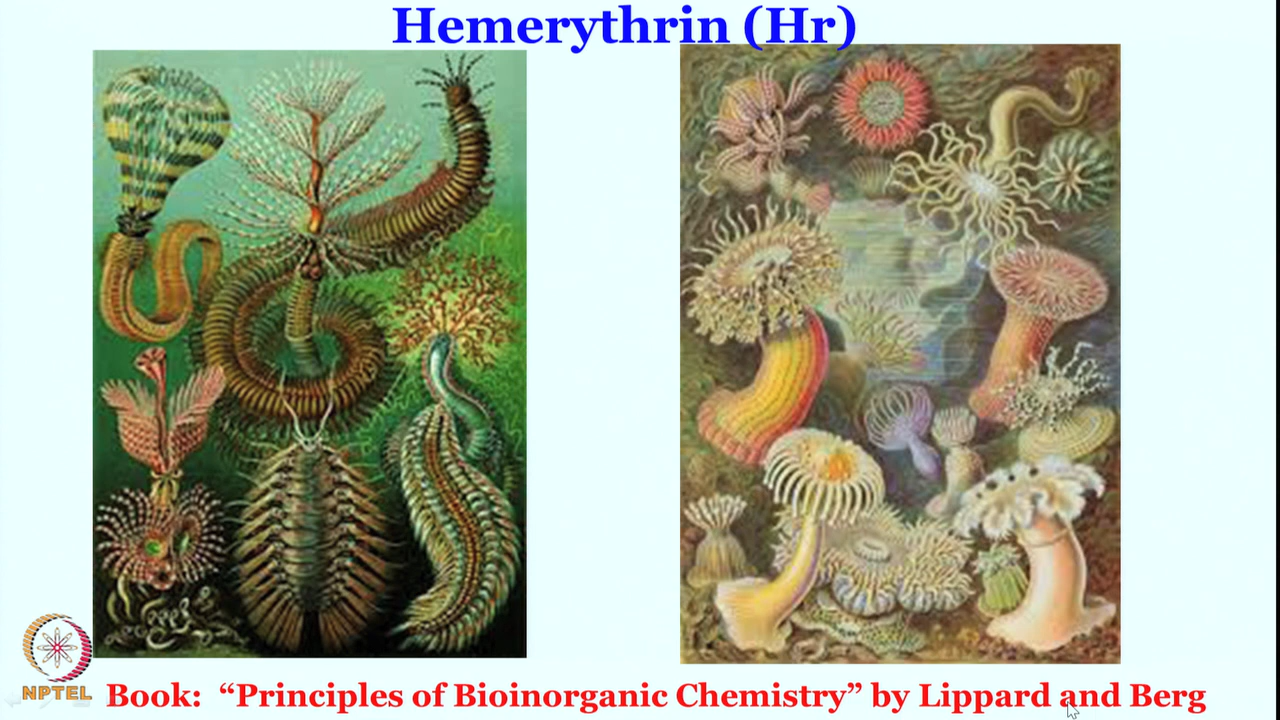 Hemerythrin (Hr)
NPTEL
Book: “Principles of Bioinorganic Chemistry” by Lippard and Berg